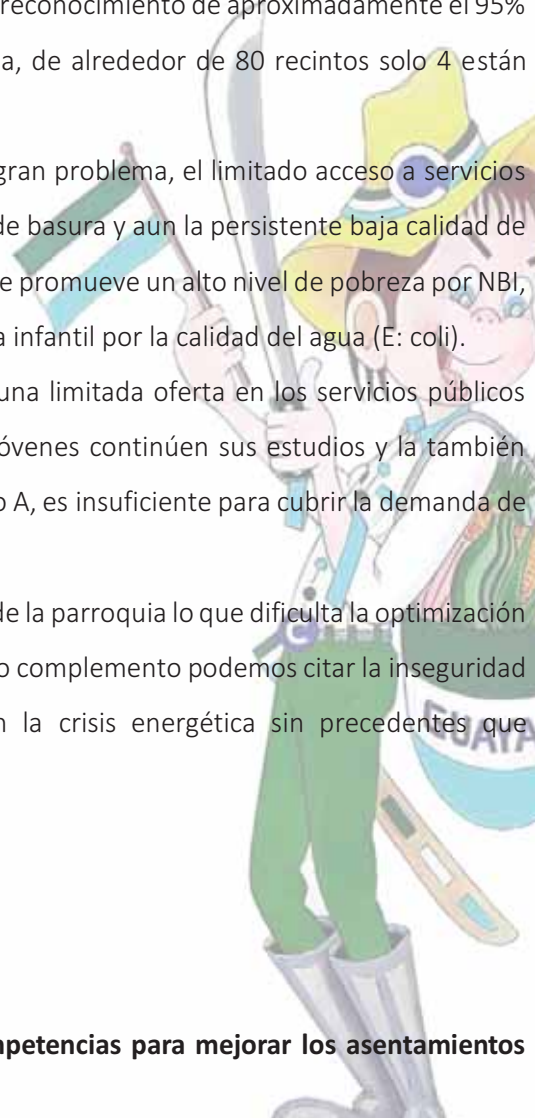 reconocimiento de aproximadamente el 95%
a, de alrededor de 80 recintos solo 4 están
gran problema, el limitado acceso a servicios
de basura y aun la persistente baja calidad de
e promueve un alto nivel de pobreza por NBI,
a infantil por la calidad del agua (E: coli).
una limitada oferta en los servicios públicos
óvenes continúen sus estudios y la también
o A, es insuficiente para cubrir la demanda de
de la parroquia lo que dificulta la optimización
o complemento podemos citar la inseguridad
n la crisis energética sin precedentes que
C
GUAYA
mpetencias para mejorar los asentamientos